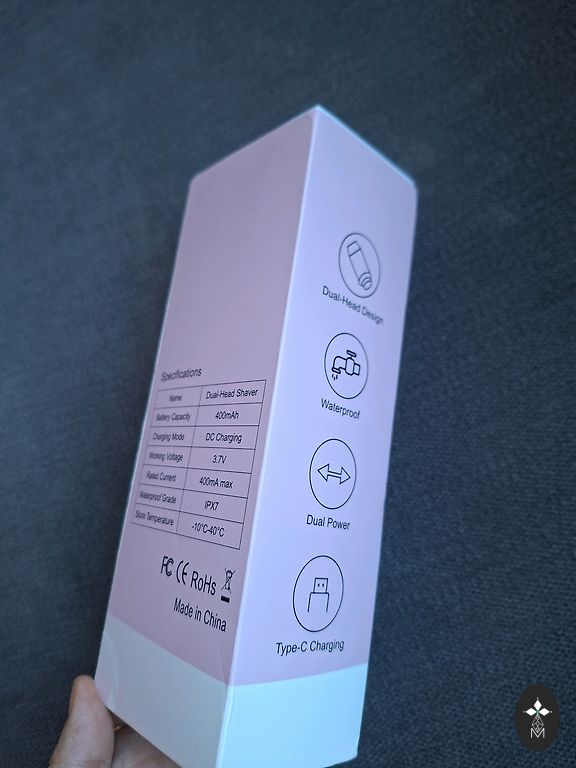 Specifications
Name Dual-Head Shaver
Battery Capacity 400mAh
Charging Mode DC Charging
Working Voltage 3.7V
Rated Current 400mA max
Waterproof Grade IPX7
Store Temperature -10°C-40°C
FC CE RoHs
Made in China
Dual-Head Design
Waterproof
Dual Power
Type-C Charging
M